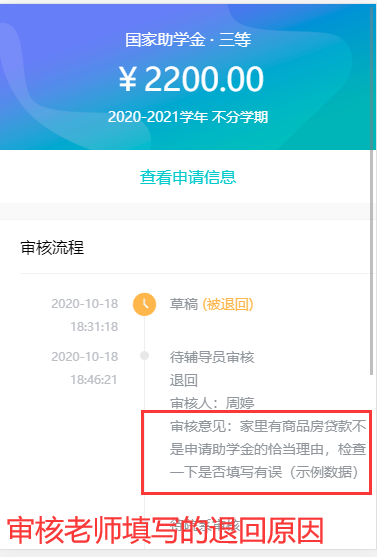 国家助学金 · 三等
￥2200.00
2020-2021学年 不分学期
查看申请信息
审核流程
2020-10-18
18:31:18
草稿 (被退回)
2020-10-18
18:46:21
待辅导员审核
退回
审核人：周婷
审核意见：家里有商品房贷款不
是申请助学金的恰当理由，检查
一下是否填写有误（示例数据）
审核老师填写的退回原因